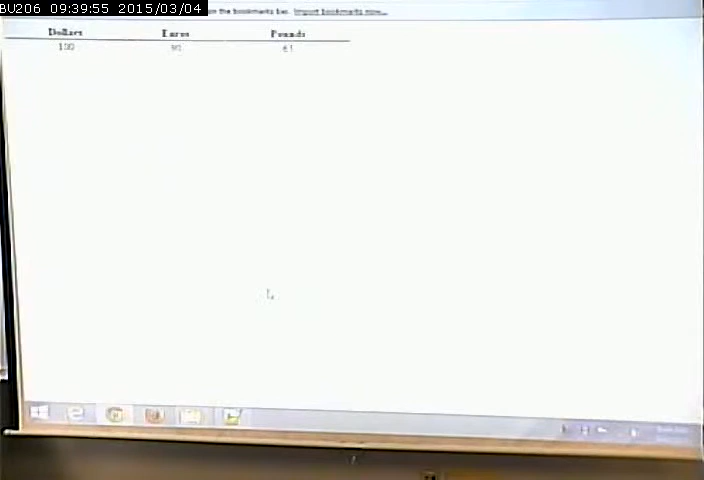 BU206 09:39:55 2015/03/04
on the bookmarks bar. Import bookmarks now...
Dollars Euros Pounds
100